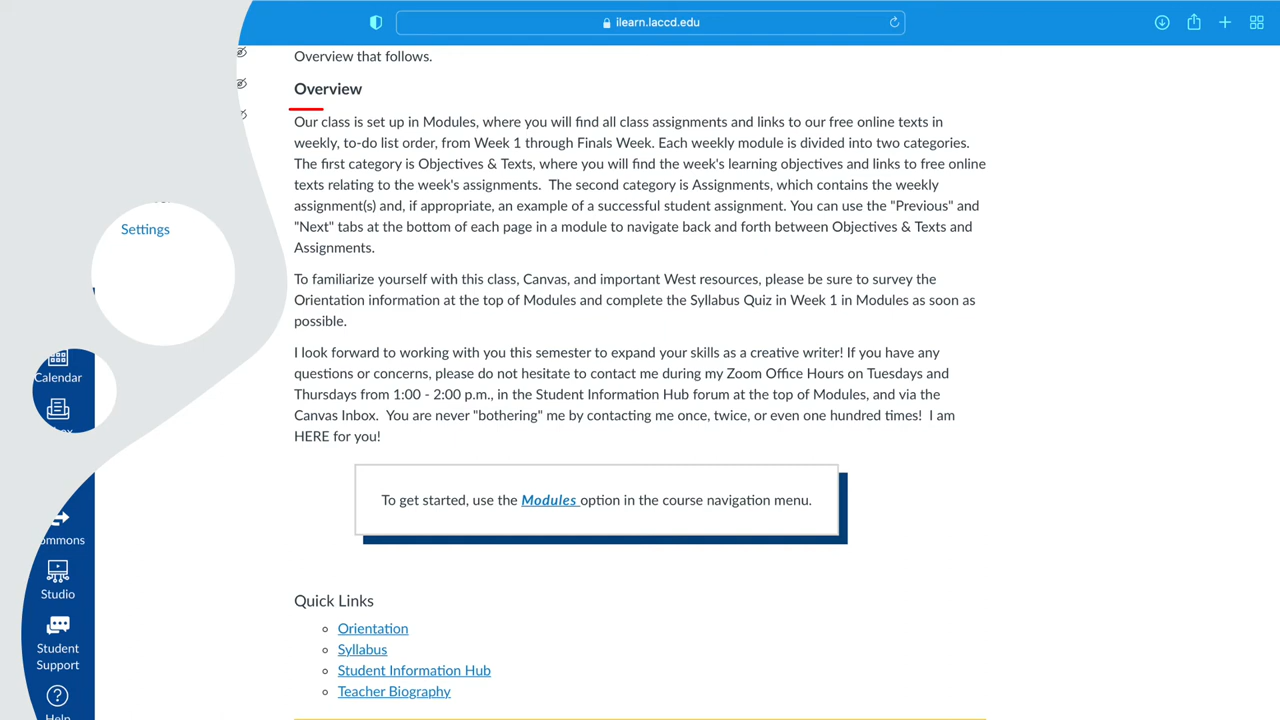 ilearn.laccd.edu
Overview that follows.
Overview
Our class is set up in Modules, where you will find all class assignments and links to our free online texts in
weekly, to-do list order, from Week 1 through Finals Week. Each weekly module is divided into two categories.
The first category is Objectives & Texts, where you will find the week's learning objectives and links to free online
texts relating to the week's assignments.  The second category is Assignments, which contains the weekly
assignment(s) and, if appropriate, an example of a successful student assignment. You can use the "Previous" and
"Next" tabs at the bottom of each page in a module to navigate back and forth between Objectives & Texts and
Assignments.
To familiarize yourself with this class, Canvas, and important West resources, please be sure to survey the
Orientation information at the top of Modules and complete the Syllabus Quiz in Week 1 in Modules as soon as
possible.
I look forward to working with you this semester to expand your skills as a creative writer! If you have any
questions or concerns, please do not hesitate to contact me during my Zoom Office Hours on Tuesdays and
Thursdays from 1:00 - 2:00 p.m., in the Student Information Hub forum at the top of Modules, and via the
Canvas Inbox.  You are never "bothering" me by contacting me once, twice, or even one hundred times!  I am
HERE for you!
To get started, use the Modules option in the course navigation menu.
Quick Links
Orientation
Syllabus
Student Information Hub
Teacher Biography
Settings
Calendar
ommons
Studio
Student
Support
Help